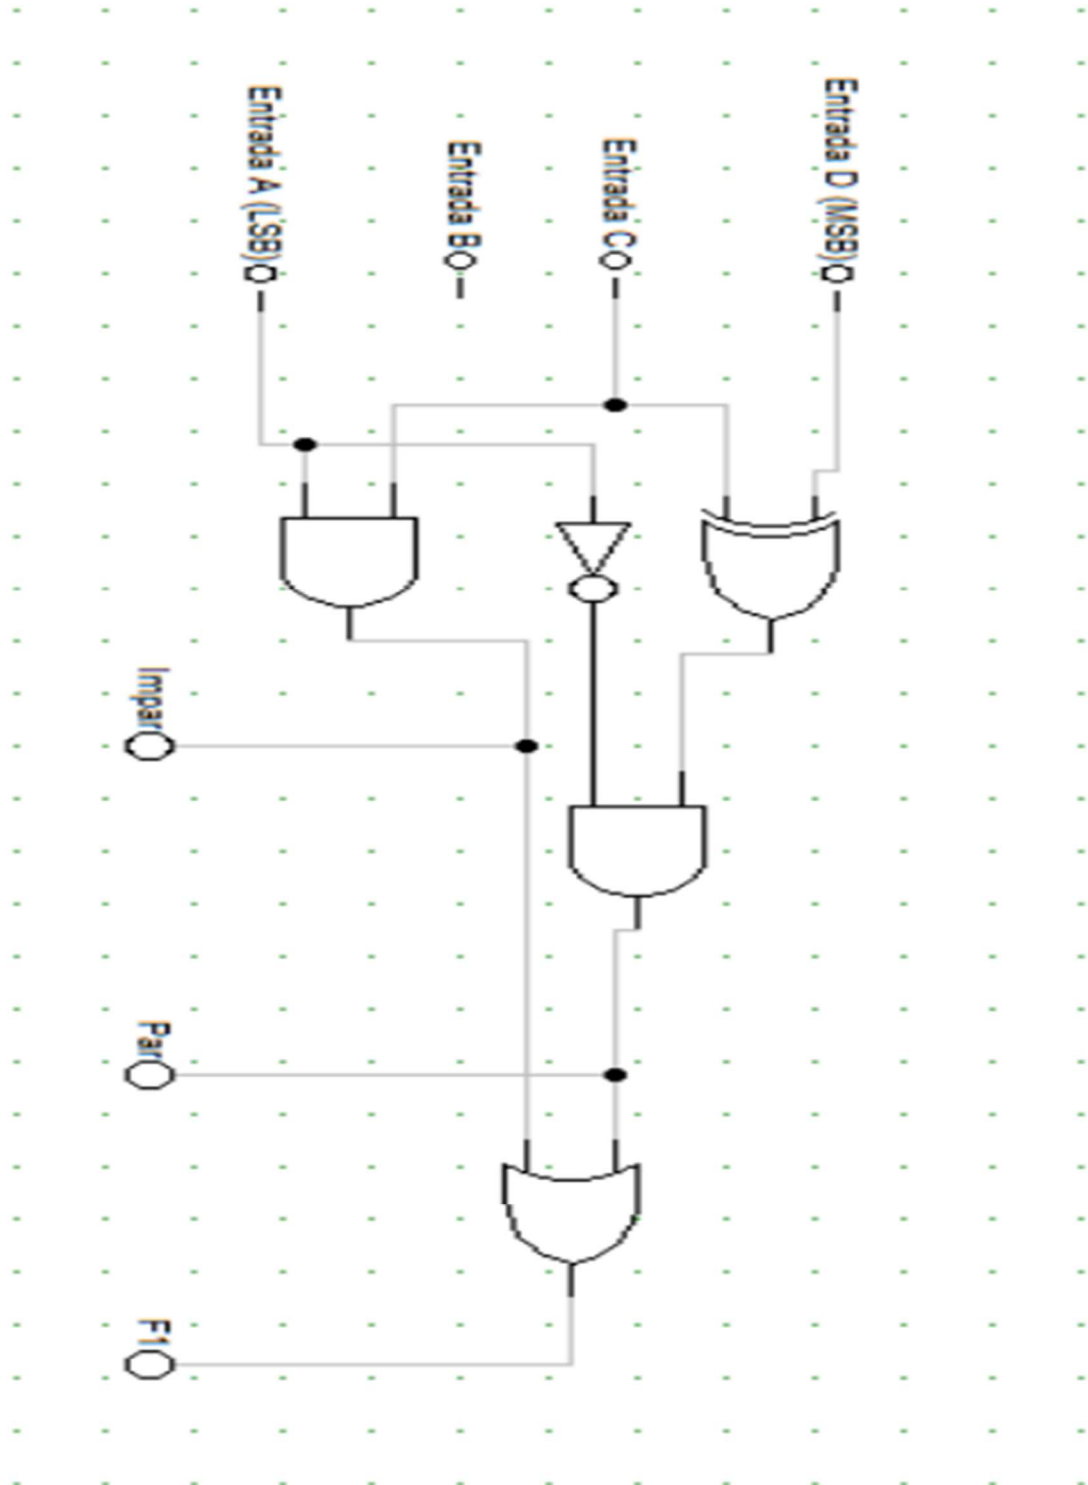 Entrada A (LSB)
Entrada B
Entrada C
Entrada D (MSB)
Impar
Par
F1